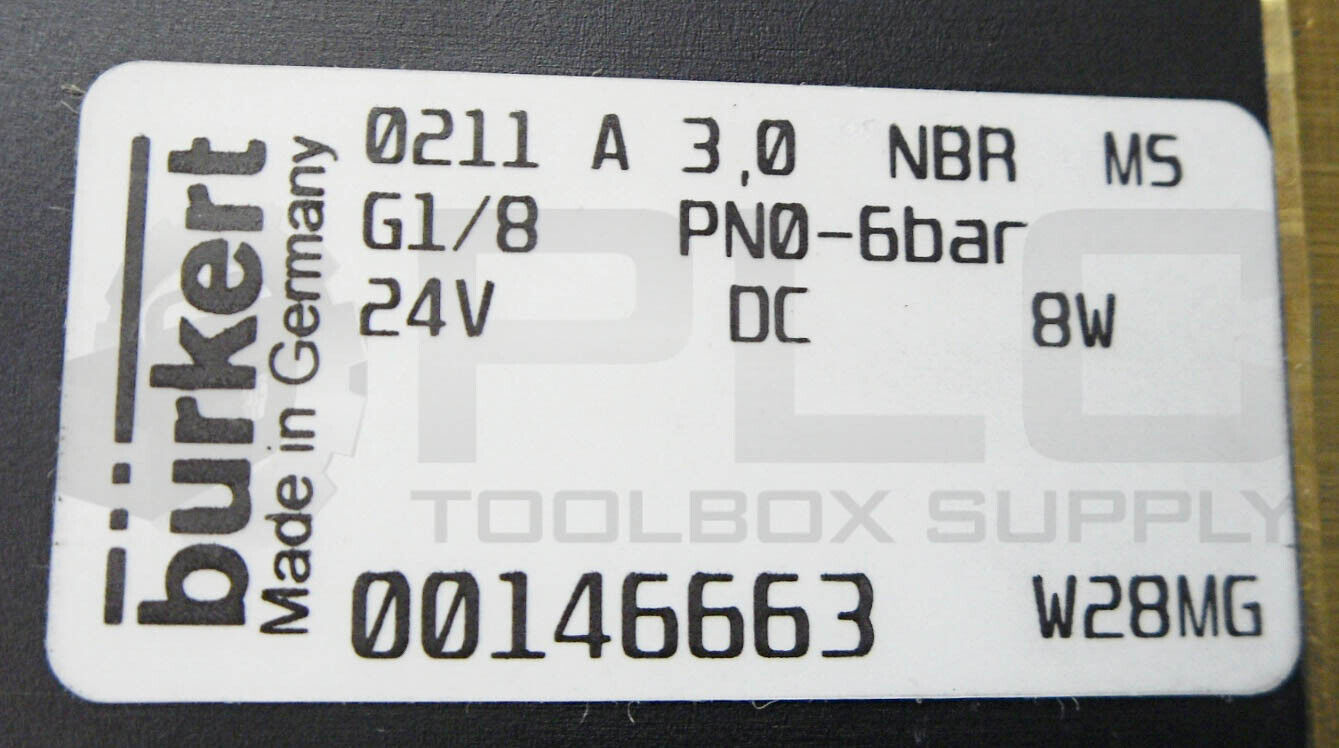 bürkert
Made in Germany
0211 A 3,0 NBR MS
G1/8 PN0-6bar
24V DC 8W
00146663 W28MG
PLC
TOOLBOX SUPPLY